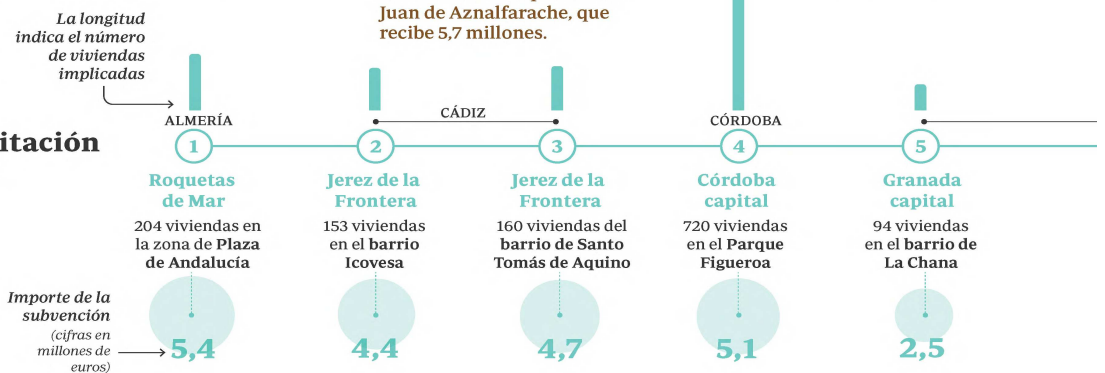 Juan de Aznalfarache, que
recibe 5,7 millones.
La longitud
indica el número
de viviendas
implicadas
itación
ALMERÍA
1
Roquetas
de Mar
204 viviendas en
la zona de Plaza
de Andalucía
CÁDIZ
2
Jerez de la
Frontera
153 viviendas
en el barrio
Icovesa
3
Jerez de la
Frontera
160 viviendas del
barrio de Santo
Tomás de Aquino
CÓRDOBA
4
Córdoba
capital
720 viviendas
en el Parque
Figueroa
5
Granada
capital
94 viviendas
en el barrio de
La Chana
Importe de la
subvención
(cifras en
millones de
euros)
5,4
4,4
4,7
5,1
2,5